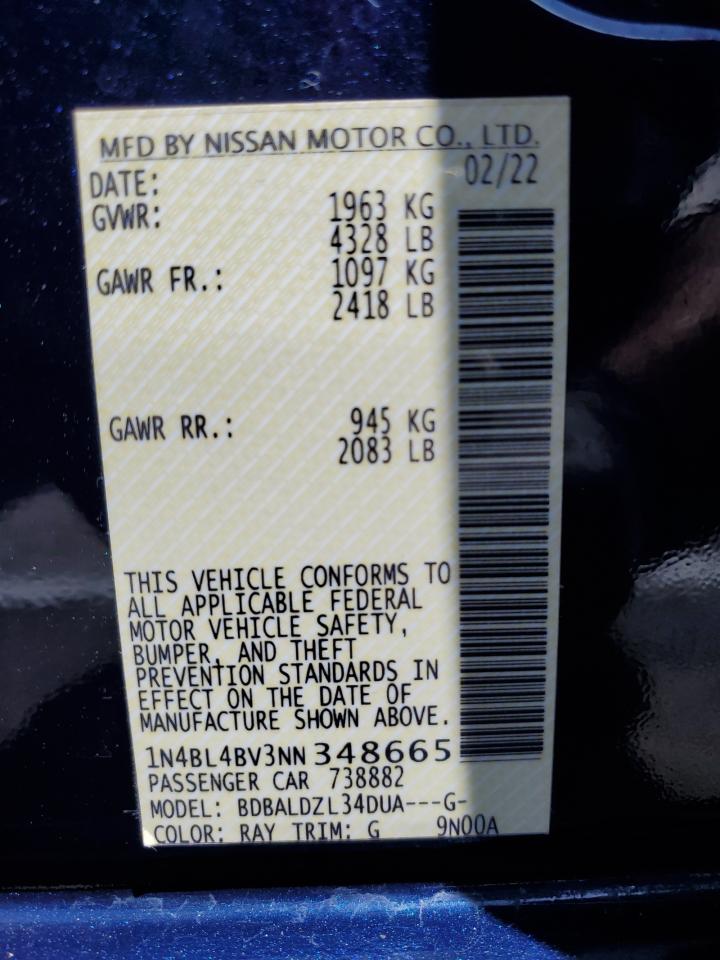 MFD BY NISSAN MOTOR CO., LTD.
DATE: 02/22
GVWR: 1963 KG
4328 LB
GAWR FR.: 1097 KG
2418 LB
GAWR RR.: 945 KG
2083 LB
THIS VEHICLE CONFORMS TO
ALL APPLICABLE FEDERAL
MOTOR VEHICLE SAFETY,
BUMPER, AND THEFT
PREVENTION STANDARDS IN
EFFECT ON THE DATE OF
MANUFACTURE SHOWN ABOVE.
1N4BL4BV3NN348665
PASSENGER CAR 738882
MODEL: BDBALDZL34DUA---G-
COLOR: RAY TRIM: G 9N00A